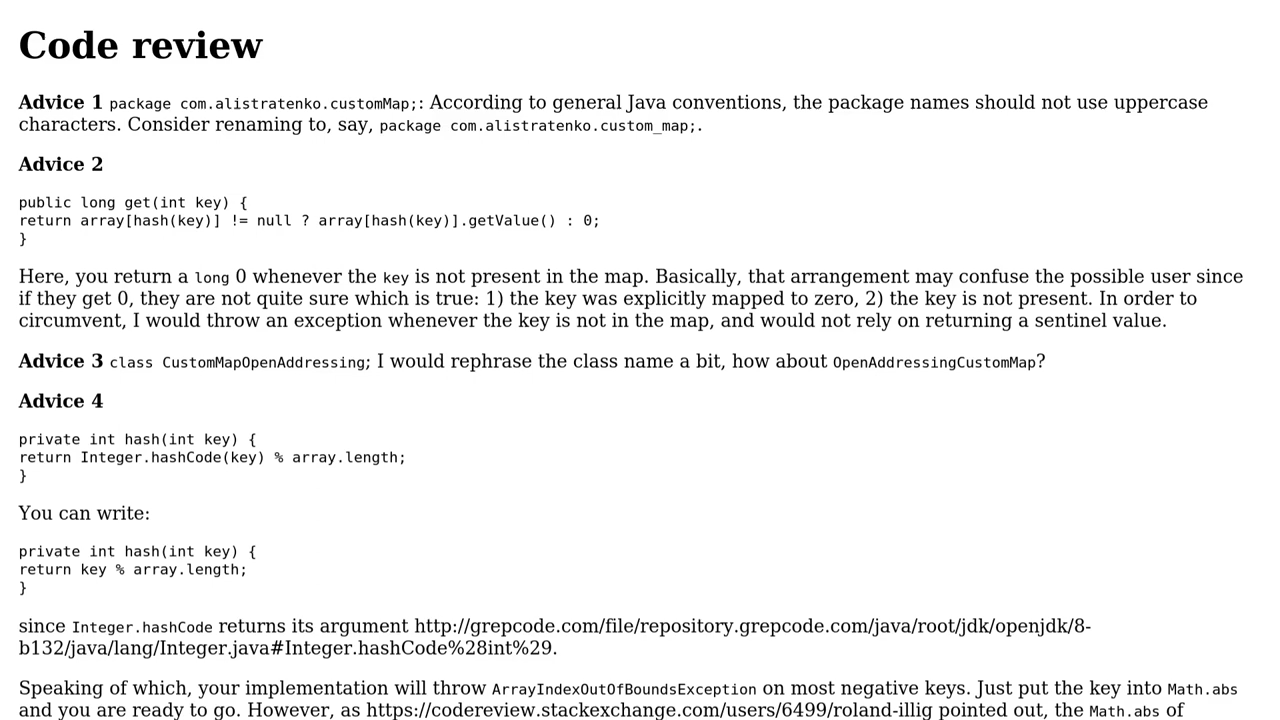 Code review
Advice 1 package com.alistratenko.customMap;: According to general Java conventions, the package names should not use uppercase
characters. Consider renaming to, say, package com.alistratenko.custom_map;.
Advice 2
public long get(int key) {
return array[hash(key)] != null ? array[hash(key)].getValue() : 0;
}
Here, you return a long 0 whenever the key is not present in the map. Basically, that arrangement may confuse the possible user since
if they get 0, they are not quite sure which is true: 1) the key was explicitly mapped to zero, 2) the key is not present. In order to
circumvent, I would throw an exception whenever the key is not in the map, and would not rely on returning a sentinel value.
Advice 3 class CustomMapOpenAddressing; I would rephrase the class name a bit, how about OpenAddressingCustomMap?
Advice 4
private int hash(int key) {
return Integer.hashCode(key) % array.length;
}
You can write:
private int hash(int key) {
return key % array.length;
}
since Integer.hashCode returns its argument http://grepcode.com/file/repository.grepcode.com/java/root/jdk/openjdk/8-
b132/java/lang/Integer.java#Integer.hashCode%28int%29.
Speaking of which, your implementation will throw ArrayIndexOutOfBoundsException on most negative keys. Just put the key into Math.abs
and you are ready to go. However, as https://codereview.stackexchange.com/users/6499/roland-illig pointed out, the Math.abs of